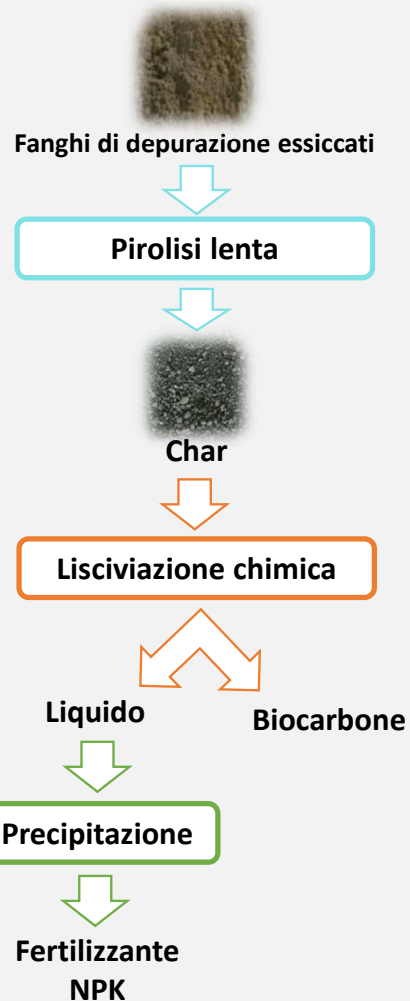 Fanghi di depurazione essiccati
Pirolisi lenta
Char
Lisciviazione chimica
Liquido
Biocarbone
Precipitazione
Fertilizzante
NPK